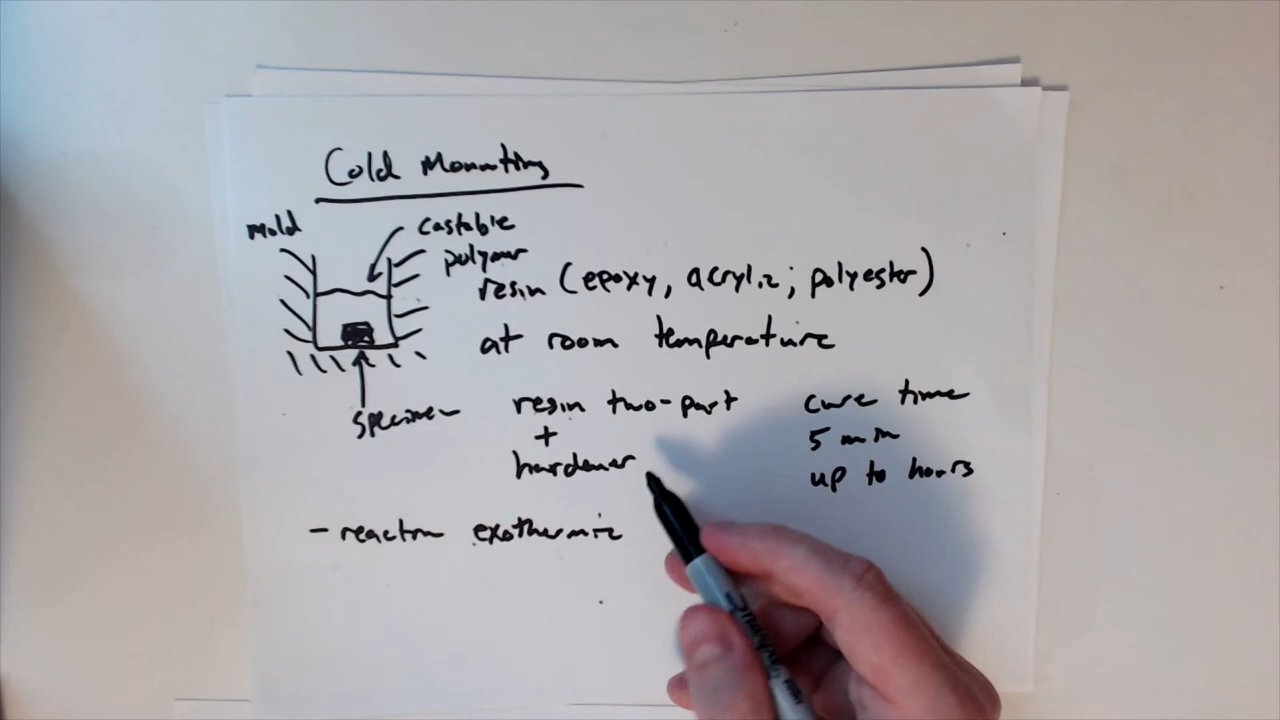 Cold Mounting
mold
castable
polymer
resin (epoxy, acrylic, polyester)
at room temperature
specimen
resin two-part
+
hardener
cure time
5 min
up to hours
- reaction exothermic